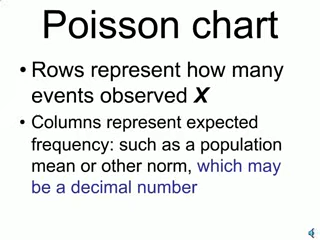 Poisson chart
• Rows represent how many
events observed X
• Columns represent expected
frequency: such as a population
mean or other norm, which may
be a decimal number